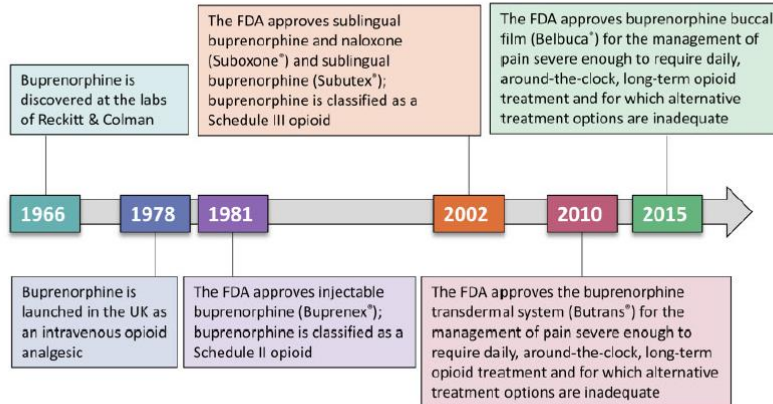 Buprenorphine is
discovered at the labs
of Reckitt & Colman
The FDA approves sublingual
buprenorphine and naloxone
(Suboxone®) and sublingual
buprenorphine (Subutex®);
buprenorphine is classified as a
Schedule III opioid
The FDA approves buprenorphine buccal
film (Belbuca®) for the management of
pain severe enough to require daily,
around-the-clock, long-term opioid
treatment and for which alternative
treatment options are inadequate
1966 1978 1981 2002 2010 2015
Buprenorphine is
launched in the UK as
an intravenous opioid
analgesic
The FDA approves injectable
buprenorphine (Buprenex®);
buprenorphine is classified as a
Schedule II opioid
The FDA approves the buprenorphine
transdermal system (Butrans®) for the
management of pain severe enough to
require daily, around-the-clock, long-term
opioid treatment and for which alternative
treatment options are inadequate